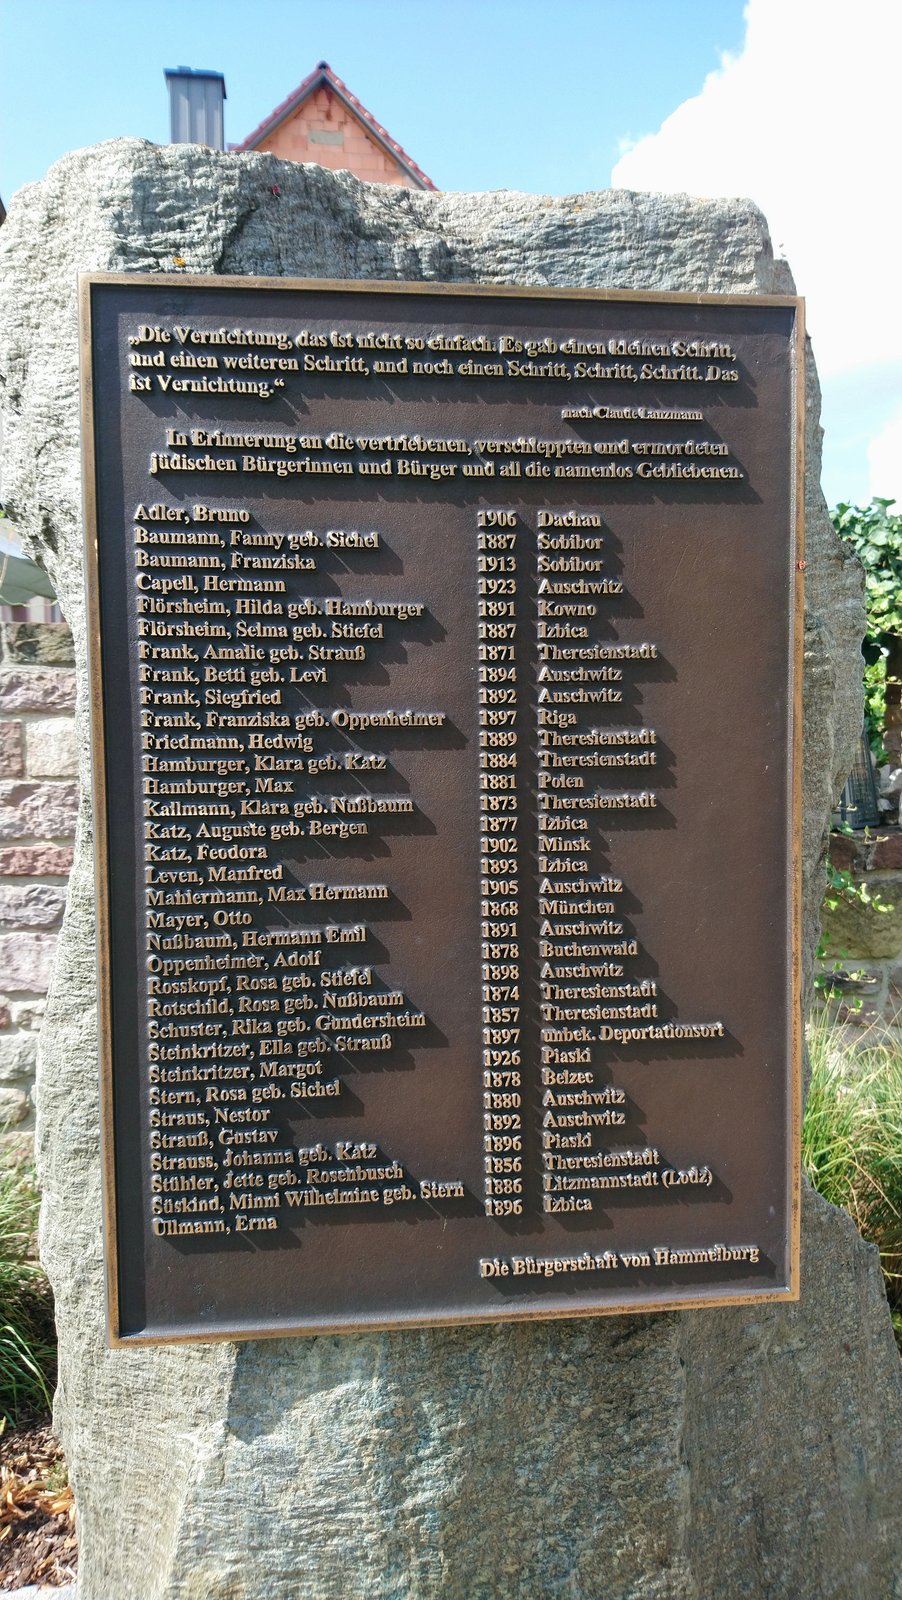 „Die Vernichtung, das ist nicht so einfach. Es gab einen kleinen Schritt,
und einen weiteren Schritt, und noch einen Schritt, Schritt, Schritt. Das
ist Vernichtung.“
nach Claude Lanzmann
In Erinnerung an die vertriebenen, verschleppten und ermordeten
jüdischen Bürgerinnen und Bürger und all die namenlos Gebliebenen.
Adler, Bruno 1906 Dachau
Baumann, Fanny geb. Sichel 1887 Sobibor
Baumann, Franziska 1913 Sobibor
Capell, Hermann 1923 Auschwitz
Flörsheim, Hilda geb. Hamburger 1891 Kowno
Flörsheim, Selma geb. Stiefel 1887 Izbica
Frank, Amalie geb. Strauß 1871 Theresienstadt
Frank, Betti geb. Levi 1894 Auschwitz
Frank, Siegfried 1892 Auschwitz
Frank, Franziska geb. Oppenheimer 1897 Riga
Friedmann, Hedwig 1889 Theresienstadt
Hamburger, Klara geb. Katz 1884 Theresienstadt
Hamburger, Max 1881 Polen
Kallmann, Klara geb. Nußbaum 1873 Theresienstadt
Katz, Auguste geb. Bergen 1877 Izbica
Katz, Feodora 1902 Minsk
Leven, Manfred 1893 Izbica
Mahlermann, Max Hermann 1905 Auschwitz
Mayer, Otto 1868 München
Nußbaum, Hermann Emil 1891 Auschwitz
Oppenheimer, Adolf 1878 Buchenwald
Rosskopf, Rosa geb. Stiefel 1898 Auschwitz
Rotschild, Rosa geb. Nußbaum 1874 Theresienstadt
Schuster, Rika geb. Gundersheim 1857 Theresienstadt
Steinkritzer, Ella geb. Strauß 1897 unbek. Deportationsort
Steinkritzer, Margot 1926 Piaski
Stern, Rosa geb. Sichel 1878 Belzec
Straus, Nestor 1880 Auschwitz
Strauß, Gustav 1892 Auschwitz
Strauss, Johanna geb. Katz 1896 Piaski
Stühler, Jette geb. Rosenbusch 1856 Theresienstadt
Süskind, Minni Wilhelmine geb. Stern 1886 Litzmannstadt (Lodz)
Ullmann, Erna 1896 Izbica
Die Bürgerschaft von Hammelburg